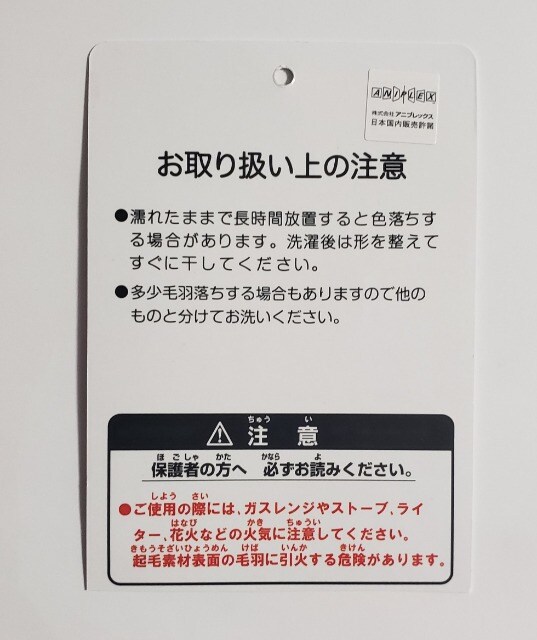 ANIPLEX
株式会社 アニプレックス
日本国内販売許諾
お取り扱い上の注意
●濡れたままで長時間放置すると色落ちす
る場合があります。洗濯後は形を整えて
すぐに干してください。
●多少毛羽落ちする場合もありますので他の
ものと分けてお洗いください。
ちゅう い
注 意
ほごしゃ かた かなら よ
保護者の方へ 必ずお読みください。
しよう さい
●ご使用の際には、ガスレンジやストーブ、ライ
はなび かき ちゅうい
ター、花火などの火気に注意してください。
きもうそざいひょうめん けば いんか きけん
起毛素材表面の毛羽に引火する危険があります。